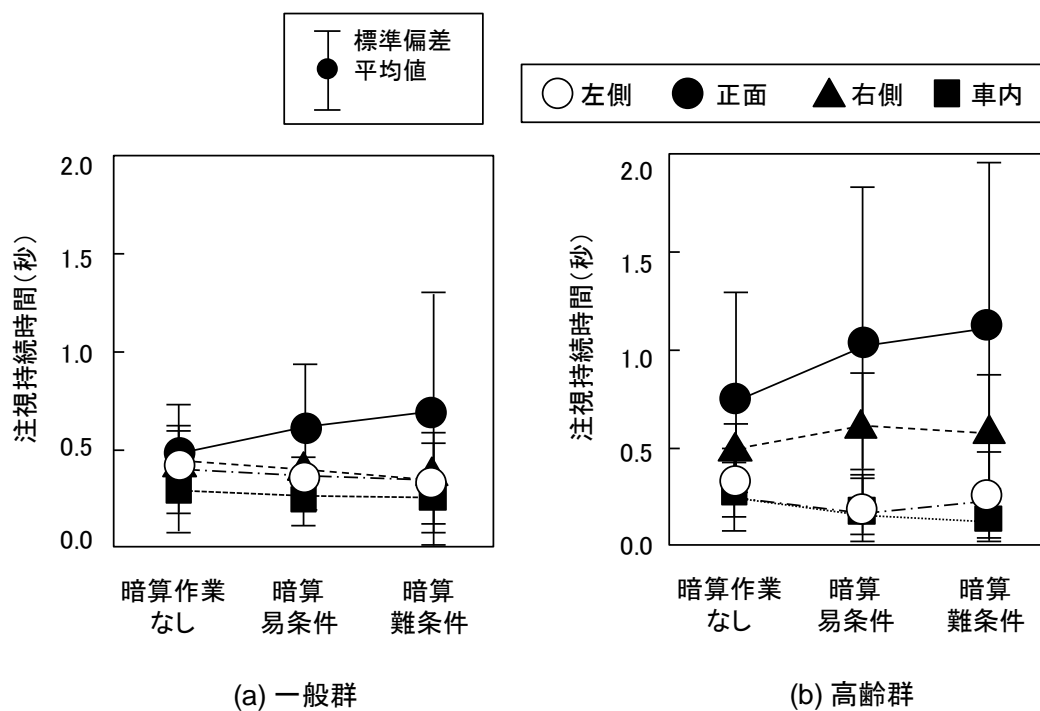 標準偏差
平均値
左側 正面 右側 車内
注視持続時間(秒)
2.0
1.5
1.0
0.5
0.0
暗算作業
なし
暗算
易条件
暗算
難条件
(a) 一般群
注視持続時間(秒)
2.0
1.5
1.0
0.5
0.0
暗算作業
なし
暗算
易条件
暗算
難条件
(b) 高齢群